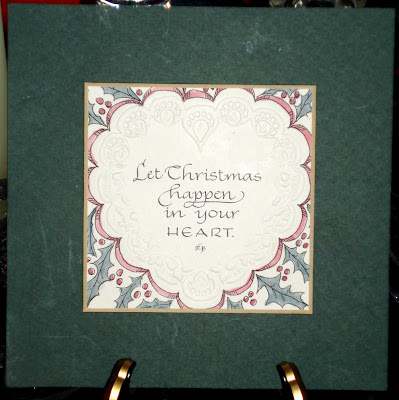 Let Christmas
happen
in your
HEART.